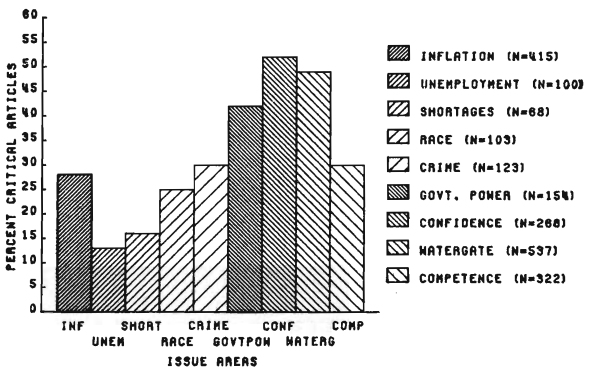 60
55
50
45
40
35
30
25
20
15
10
5
0
PERCENT CRITICAL ARTICLES
INF SHORT CRIME CONF COMP
UNEM RACE GOVTPOW WATERG
ISSUE AREAS
INFLATION (N=415)
UNEMPLOYMENT (N=100)
SHORTAGES (N=68)
RACE (N=103)
CRIME (N=123)
GOVT. POWER (N=154)
CONFIDENCE (N=268)
WATERGATE (N=537)
COMPETENCE (N=322)